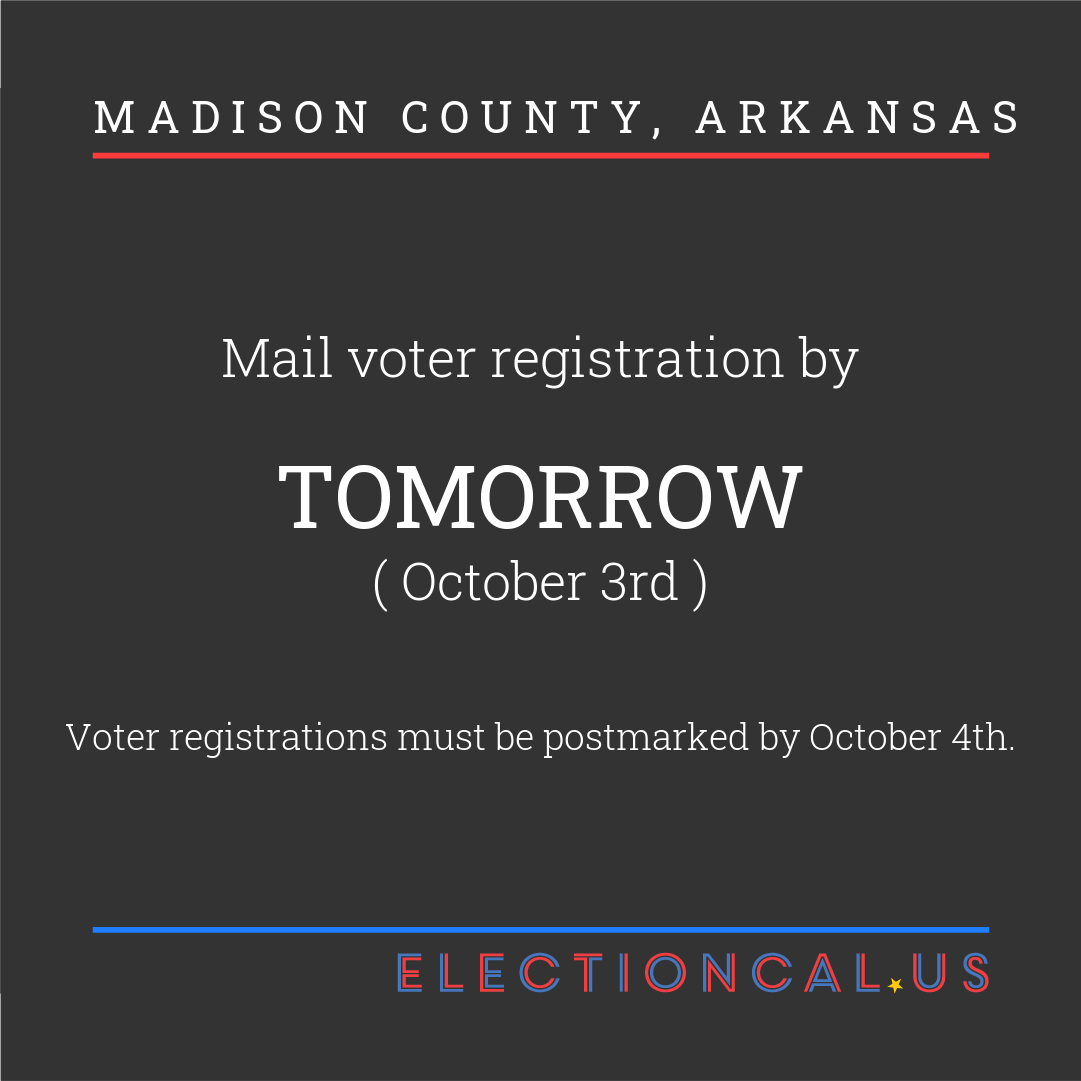 MADISON COUNTY, ARKANSAS
Mail voter registration by
TOMORROW
( October 3rd )
Voter registrations must be postmarked by October 4th.
ELECTIONCAL.US